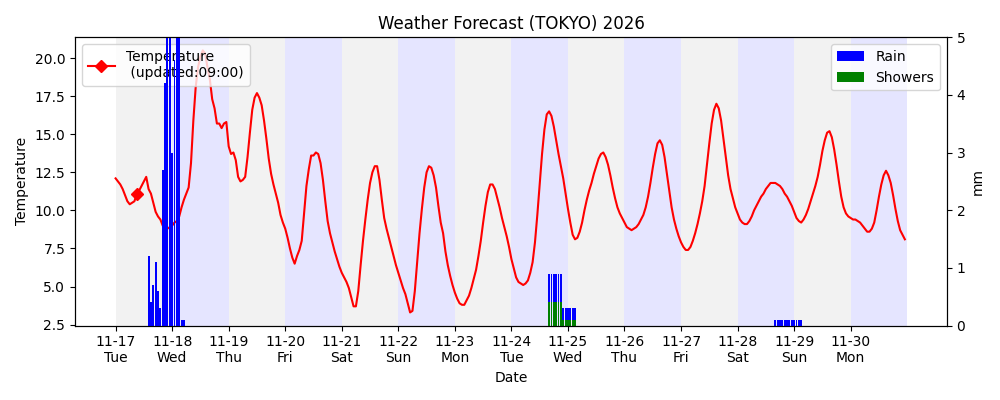 Weather Forecast (TOKYO) 2026
Temperature
(updated:09:00)
Rain
Showers
Temperature
20.0
17.5
15.0
12.5
10.0
7.5
5.0
2.5
5
4
3
2
1
0
mm
11-17 11-18 11-19 11-20 11-21 11-22 11-23 11-24 11-25 11-26 11-27 11-28 11-29 11-30
Tue Wed Thu Fri Sat Sun Mon Tue Wed Thu Fri Sat Sun Mon
Date